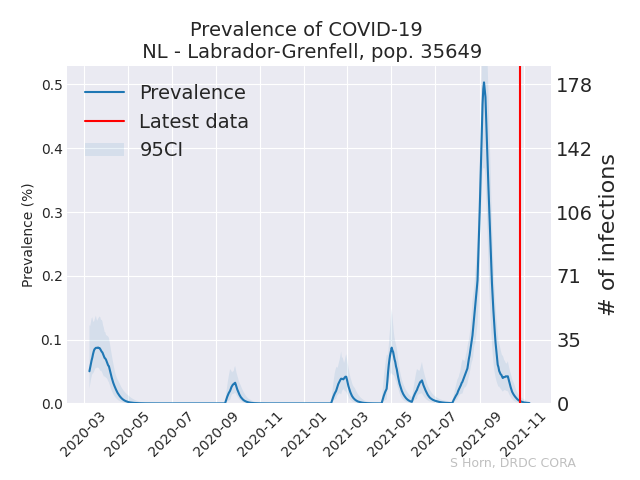 Prevalence of COVID-19
NL - Labrador-Grenfell, pop. 35649
Prevalence
Latest data
95CI
Prevalence (%)
0.5
0.4
0.3
0.2
0.1
0.0
178
142
106
71
35
0
# of infections
2020-03
2020-05
2020-07
2020-09
2020-11
2021-01
2021-03
2021-05
2021-07
2021-09
2021-11
S Horn, DRDC CORA